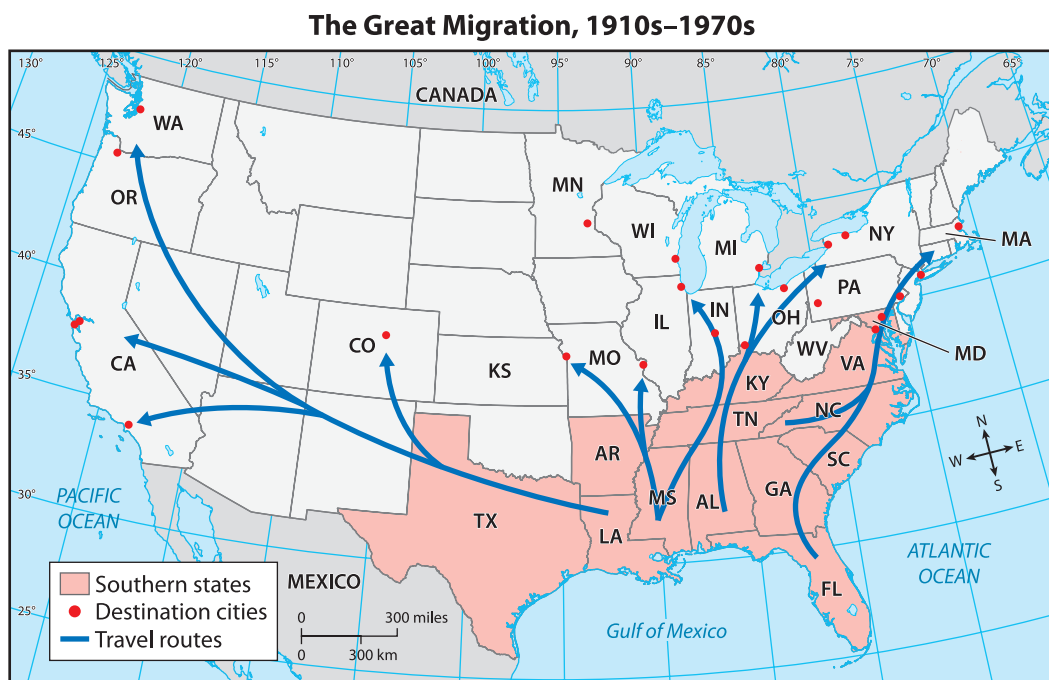 The Great Migration, 1910s–1970s
130°
125°
120°
115°
110°
105°
100°
95°
90°
85°
80°
75°
70°
65°
CANADA
WA
45°
MN
OR
WI
MI
NY
MA
40°
PA
IL
IN
OH
CO
KS
MO
WV
MD
CA
VA
35°
KY
NC
TN
AR
SC
N
W
E
S
30°
PACIFIC
OCEAN
MS
AL
GA
TX
LA
ATLANTIC
OCEAN
MEXICO
FL
25°
Gulf of Mexico
Southern states
Destination cities
Travel routes
0
300 miles
0
300 km